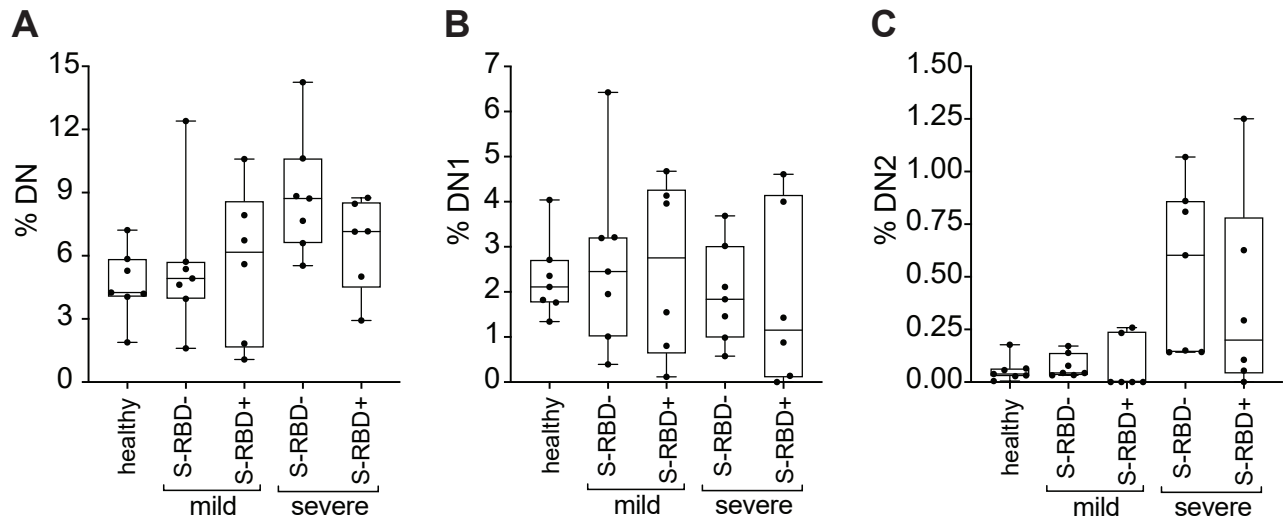 A
% DN
15
12
9
6
3
0
healthy
S-RBD-
S-RBD+
S-RBD-
S-RBD+
mild
severe
B
% DN1
7
6
5
4
3
2
1
0
healthy
S-RBD-
S-RBD+
S-RBD-
S-RBD+
mild
severe
C
% DN2
1.50
1.25
1.00
0.75
0.50
0.25
0.00
healthy
S-RBD-
S-RBD+
S-RBD-
S-RBD+
mild
severe